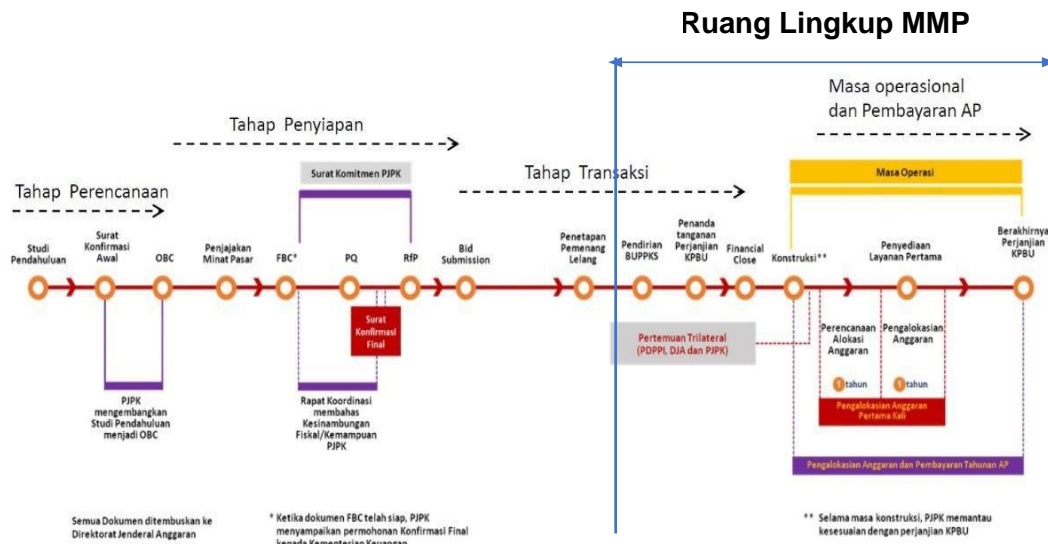 Ruang Lingkup MMP
Masa operasional
dan Pembayaran AP
Tahap Penyiapan
Surat Komitmen PJPK
Tahap Transaksi
Masa Operasi
Tahap Perencanaan
Studi
Pendahuluan
Surat
Konfirmasi
Awal
OBC
Penjajakan
Minat Pasar
FBC*
PQ
RfP
Bid
Submission
Penetapan
Pemenang
Lelang
Pendirian
BUPPKS
Penanda
tanganan
Perjanjian
KPBU
Financial
Close
Konstruksi**
Penyediaan
Layanan Pertama
Berakhirnya
Perjanjian
KPBU
Surat
Konfirmasi
Final
Pertemuan Trilateral
(PDPPI, DJA dan PJPK)
Perencanaan
Alokasi
Anggaran
1 tahun
Pengalokasian
Anggaran
1 tahun
Pengalokasian Anggaran
Pertama Kali
PJPK
mengembangkan
Studi Pendahuluan
menjadi OBC
Rapat Koordinasi
membahas
Kesinambungan
Fiskal/Kemampuan
PJPK
Pengalokasian Anggaran dan Pembayaran Tahunan AP
Semua Dokumen ditembuskan ke
Direktorat Jenderal Anggaran
* Ketika dokumen FBC telah siap, PJPK
menyampaikan permohonan Konfirmasi Final
kepada Kementerian Keuangan
** Selama masa konstruksi, PJPK memantau
kesesuaian dengan perjanjian KPBU